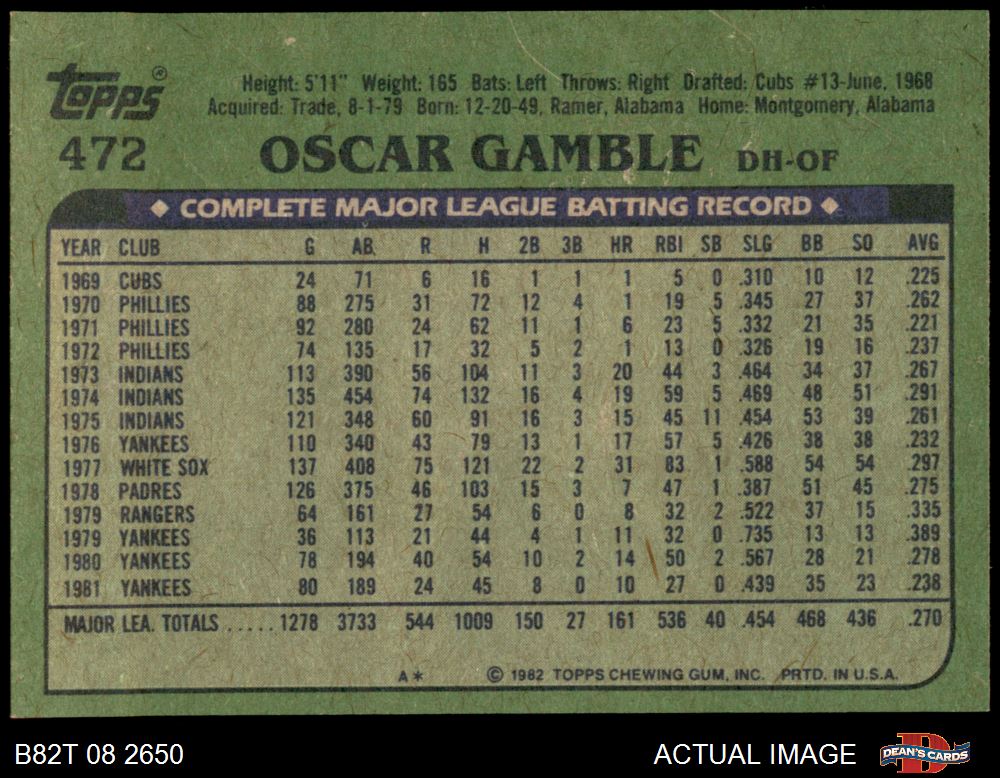 Topps®
Height: 5'11" Weight: 165 Bats: Left Throws: Right Drafted: Cubs #13-June, 1968
Acquired: Trade, 8-1-79 Born: 12-20-49, Ramer, Alabama Home: Montgomery, Alabama
472 OSCAR GAMBLE DH-OF
◆ COMPLETE MAJOR LEAGUE BATTING RECORD ◆
YEAR CLUB G AB R H 2B 3B HR RBI SB SLG BB SO AVG
1969 CUBS 24 71 6 16 1 1 1 5 0 .310 10 12 .225
1970 PHILLIES 88 275 31 72 12 4 1 19 5 .345 27 37 .262
1971 PHILLIES 92 280 24 62 11 1 6 23 5 .332 21 35 .221
1972 PHILLIES 74 135 17 32 5 2 1 13 0 .326 19 16 .237
1973 INDIANS 113 390 56 104 11 3 20 44 3 .464 34 37 .267
1974 INDIANS 135 454 74 132 16 4 19 59 5 .469 48 51 .291
1975 INDIANS 121 348 60 91 16 3 15 45 11 .454 53 39 .261
1976 YANKEES 110 340 43 79 13 1 17 57 5 .426 38 38 .232
1977 WHITE SOX 137 408 75 121 22 2 31 83 1 .588 54 54 .297
1978 PADRES 126 375 46 103 15 3 7 47 1 .387 51 45 .275
1979 RANGERS 64 161 27 54 6 0 8 32 2 .522 37 15 .335
1979 YANKEES 36 113 21 44 4 1 11 32 0 .735 13 13 .389
1980 YANKEES 78 194 40 54 10 2 14 50 2 .567 28 21 .278
1981 YANKEES 80 189 24 45 8 0 10 27 0 .439 35 23 .238
MAJOR LEA. TOTALS ..... 1278 3733 544 1009 150 27 161 536 40 .454 468 436 .270
A* © 1982 TOPPS CHEWING GUM, INC. PRTD. IN U.S.A.
B82T 08 2650 ACTUAL IMAGE DEAN'S CARDS